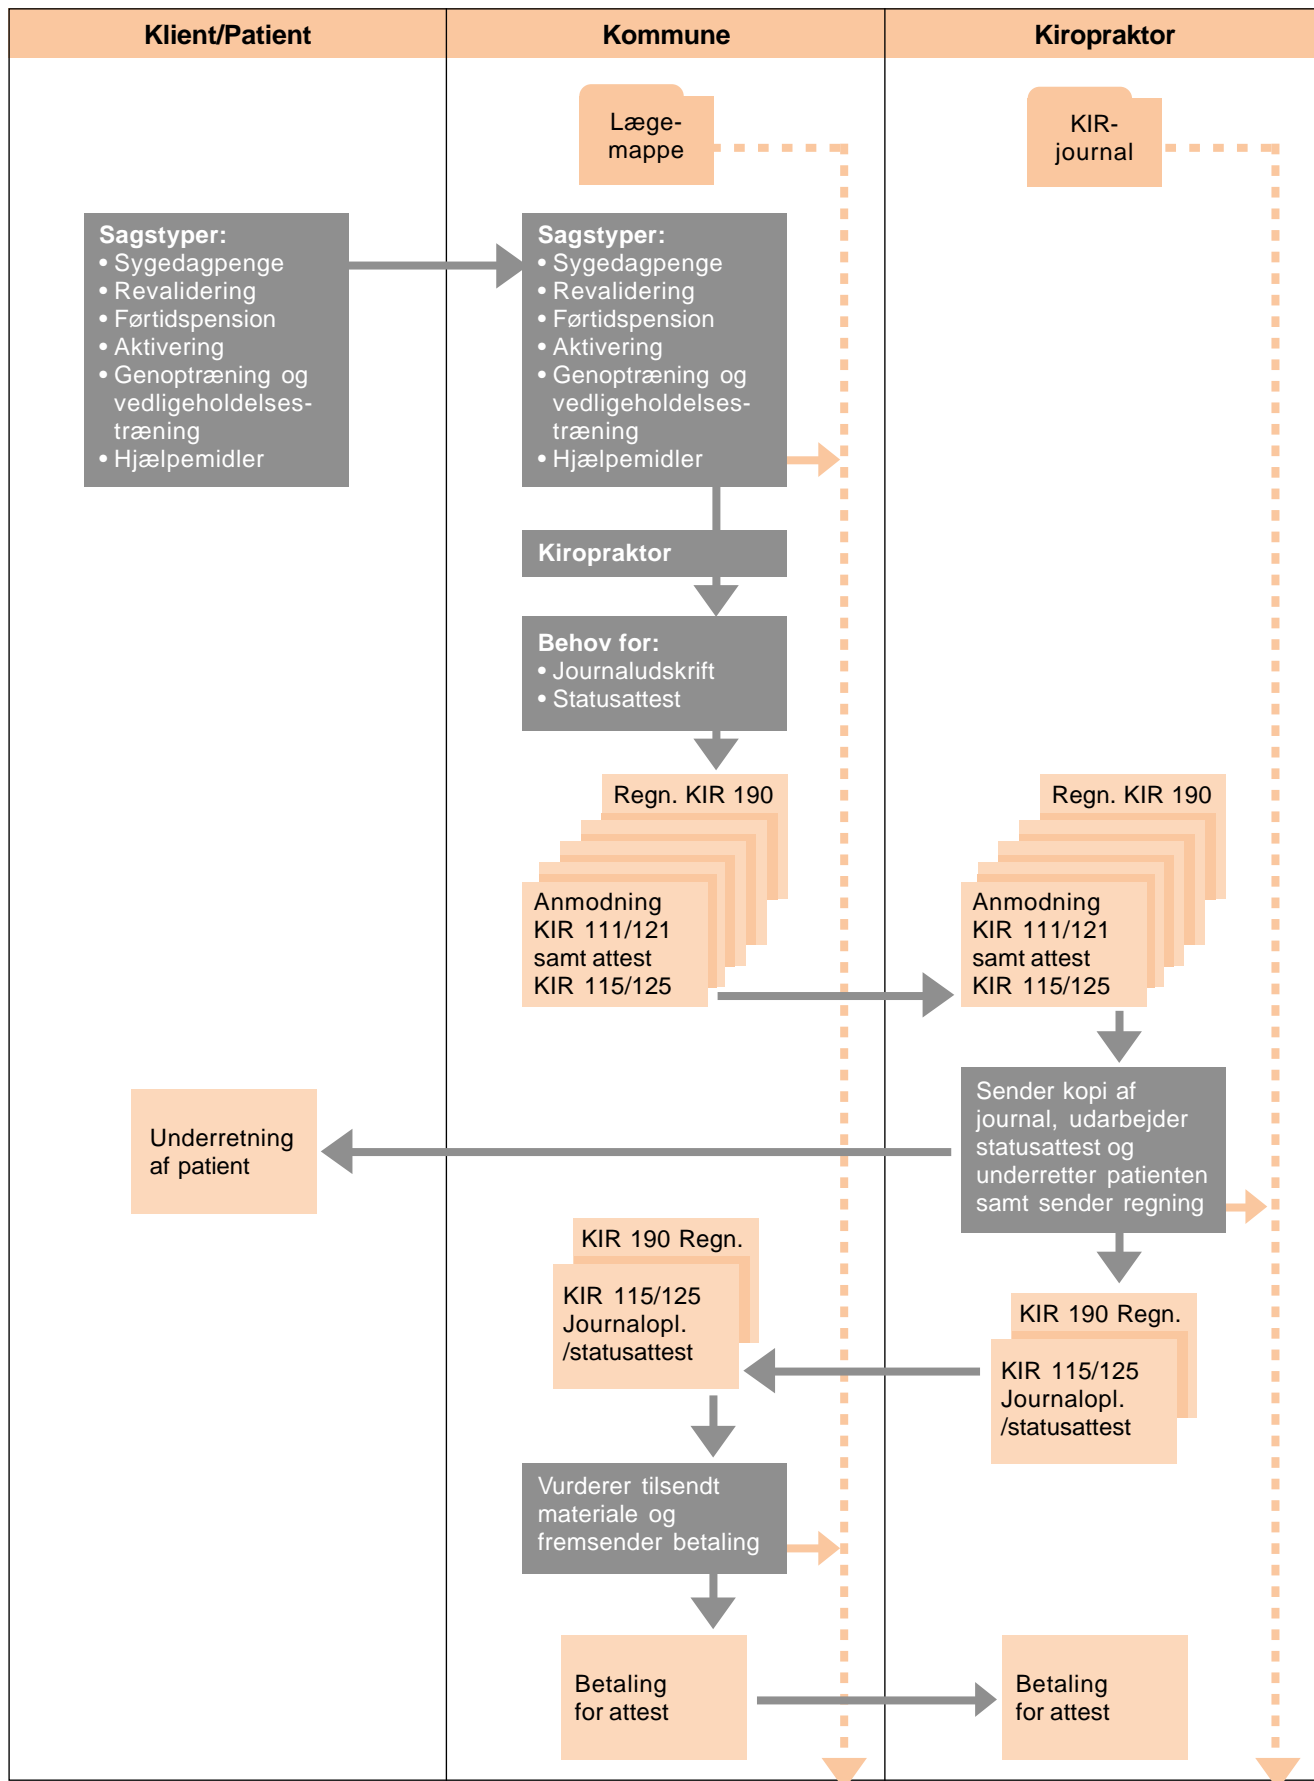 Klient/Patient
Kommune
Kiropraktor
Læge-
mappe
KIR-
journal
Sagstyper:
• Sygedagpenge
• Revalidering
• Førtidspension
• Aktivering
• Genoptræning og
vedligeholdelses-
træning
• Hjælpemidler
Sagstyper:
• Sygedagpenge
• Revalidering
• Førtidspension
• Aktivering
• Genoptræning og
vedligeholdelses-
træning
• Hjælpemidler
Kiropraktor
Behov for:
• Journaludskrift
• Statusattest
Regn. KIR 190
Anmodning
KIR 111/121
samt attest
KIR 115/125
Regn. KIR 190
Anmodning
KIR 111/121
samt attest
KIR 115/125
Sender kopi af
journal, udarbejder
statusattest og
underretter patienten
samt sender regning
Underretning
af patient
KIR 190 Regn.
KIR 115/125
Journalopl.
/statusattest
KIR 190 Regn.
KIR 115/125
Journalopl.
/statusattest
Vurderer tilsendt
materiale og
fremsender betaling
Betaling
for attest
Betaling
for attest